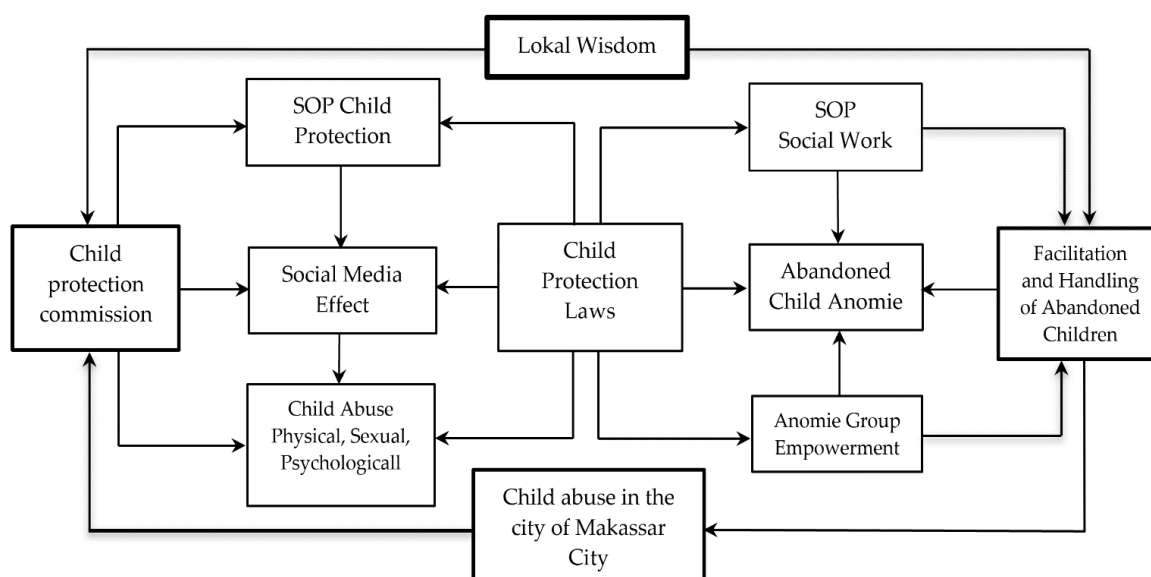 Lokal Wisdom
SOP Child
Protection
SOP
Social Work
Child
protection
commission
Social Media
Effect
Child
Protection
Laws
Abandoned
Child Anomie
Facilitation
and Handling
of Abandoned
Children
Child Abuse
Physical, Sexual,
Psychologicall
Anomie Group
Empowerment
Child abuse in the
city of Makassar
City